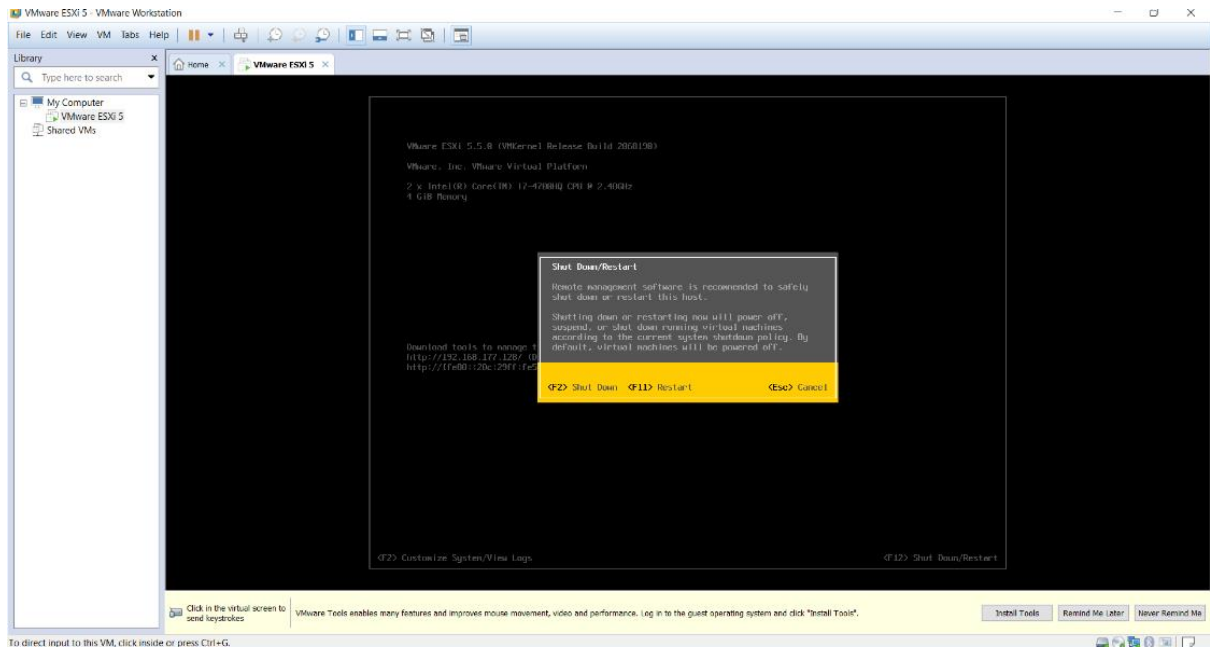 VMware ESXi 5 - VMware Workstation
File Edit View VM Tabs Help
Library
Type here to search
My Computer
VMware ESXi 5
Shared VMs
Home
VMware ESXi 5
VMware ESXi 5.5.0 (VMKernel Release Build 2068190)
VMware, Inc. VMware Virtual Platform
2 x Intel(R) Core(TM) i7-4700HQ CPU @ 2.40GHz
4 GiB Memory
Download tools to manage t
http://192.168.177.128/
Shut Down/Restart
Remote management software is recommended to safely
shut down or restart this host.
Shutting down or restarting now will power off,
suspend, or shut down running virtual machines
according to the current system shutdown policy. By
default, virtual machines will be powered off.
<F2> Shut Down <F11> Restart <Esc> Cancel
<F2> Customize System/View Logs <F12> Shut Down/Restart
Click in the virtual screen to
send keystrokes
VMware Tools enables many features and improves mouse movement, video and performance. Log in to the guest operating system and click "Install Tools".
Install Tools Remind Me Later Never Remind Me
To direct input to this VM, click inside or press Ctrl+G.